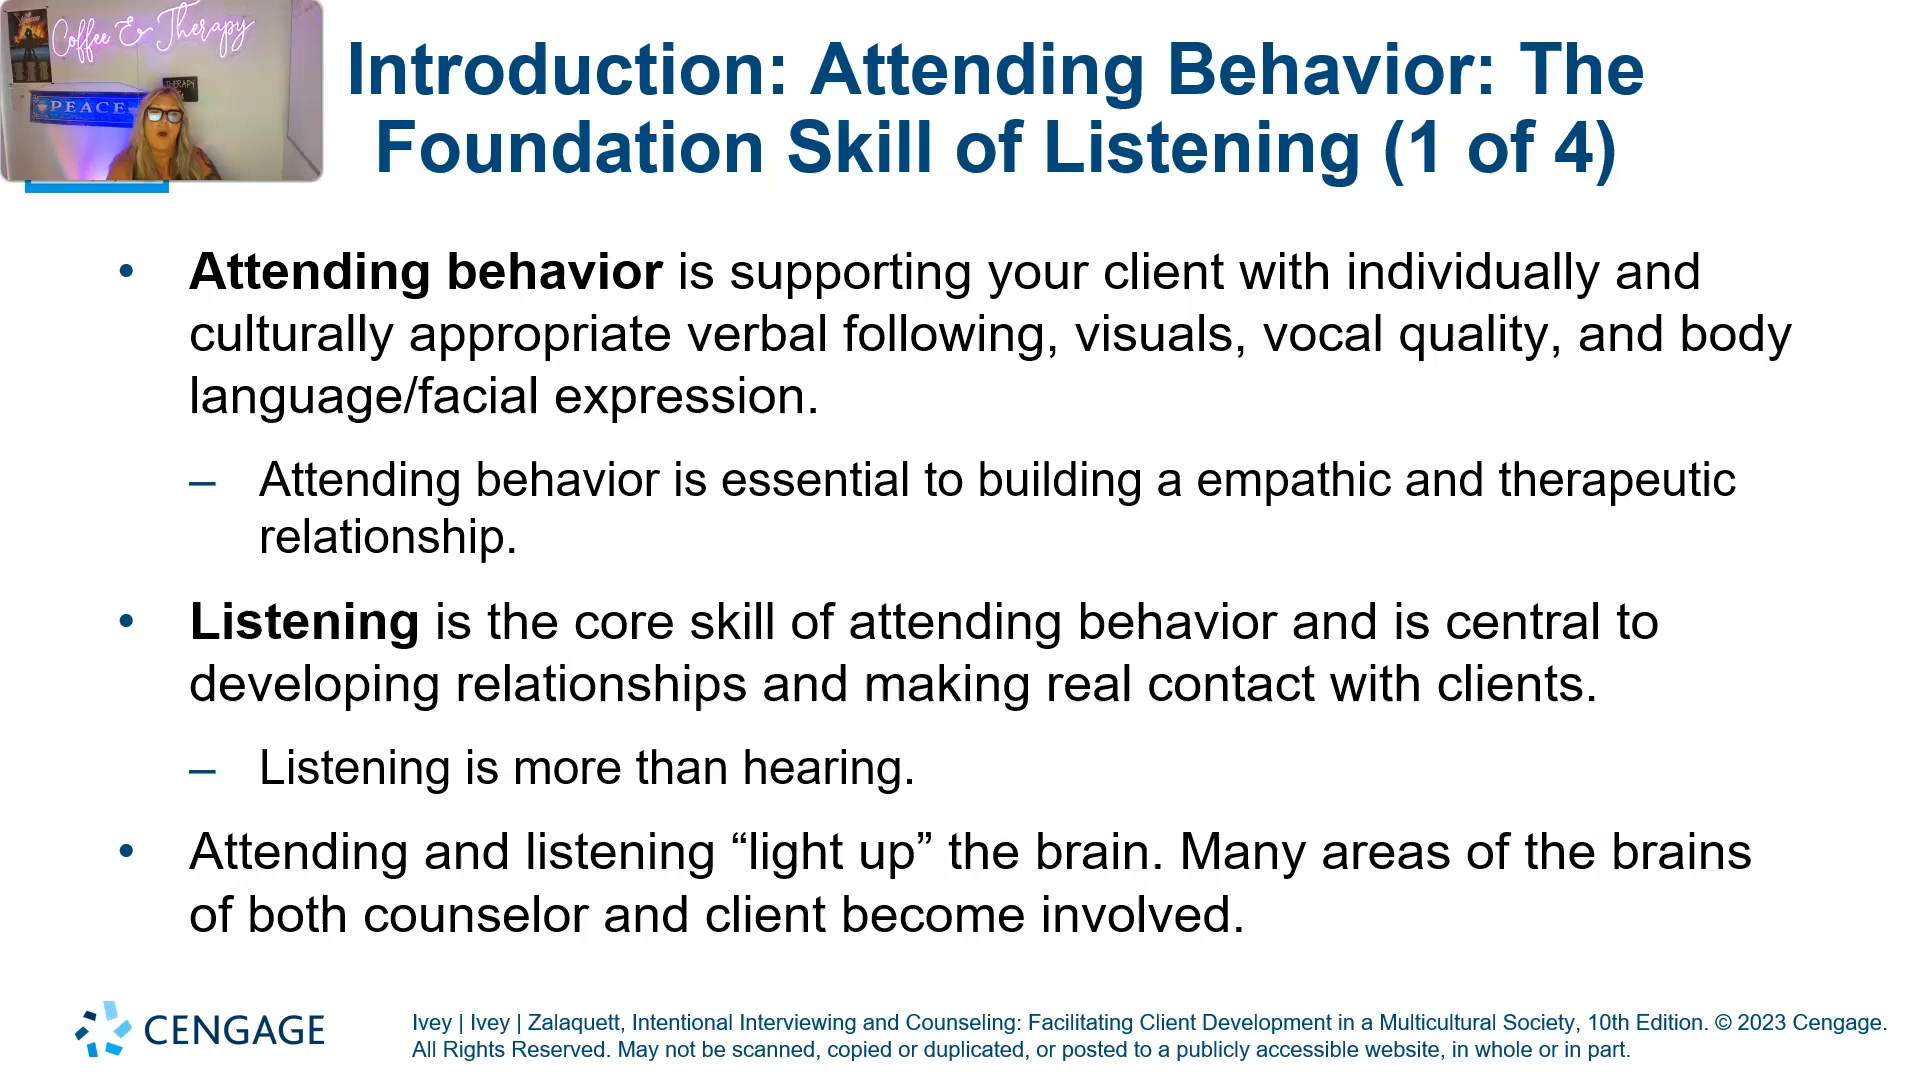 Coffee & Therapy
PEACE
THERAPY
Introduction: Attending Behavior: The
Foundation Skill of Listening (1 of 4)
• Attending behavior is supporting your client with individually and
culturally appropriate verbal following, visuals, vocal quality, and body
language/facial expression.
– Attending behavior is essential to building a empathic and therapeutic
relationship.
• Listening is the core skill of attending behavior and is central to
developing relationships and making real contact with clients.
– Listening is more than hearing.
• Attending and listening “light up” the brain. Many areas of the brains
of both counselor and client become involved.
CENGAGE
Ivey | Ivey | Zalaquett, Intentional Interviewing and Counseling: Facilitating Client Development in a Multicultural Society, 10th Edition. © 2023 Cengage.
All Rights Reserved. May not be scanned, copied or duplicated, or posted to a publicly accessible website, in whole or in part.